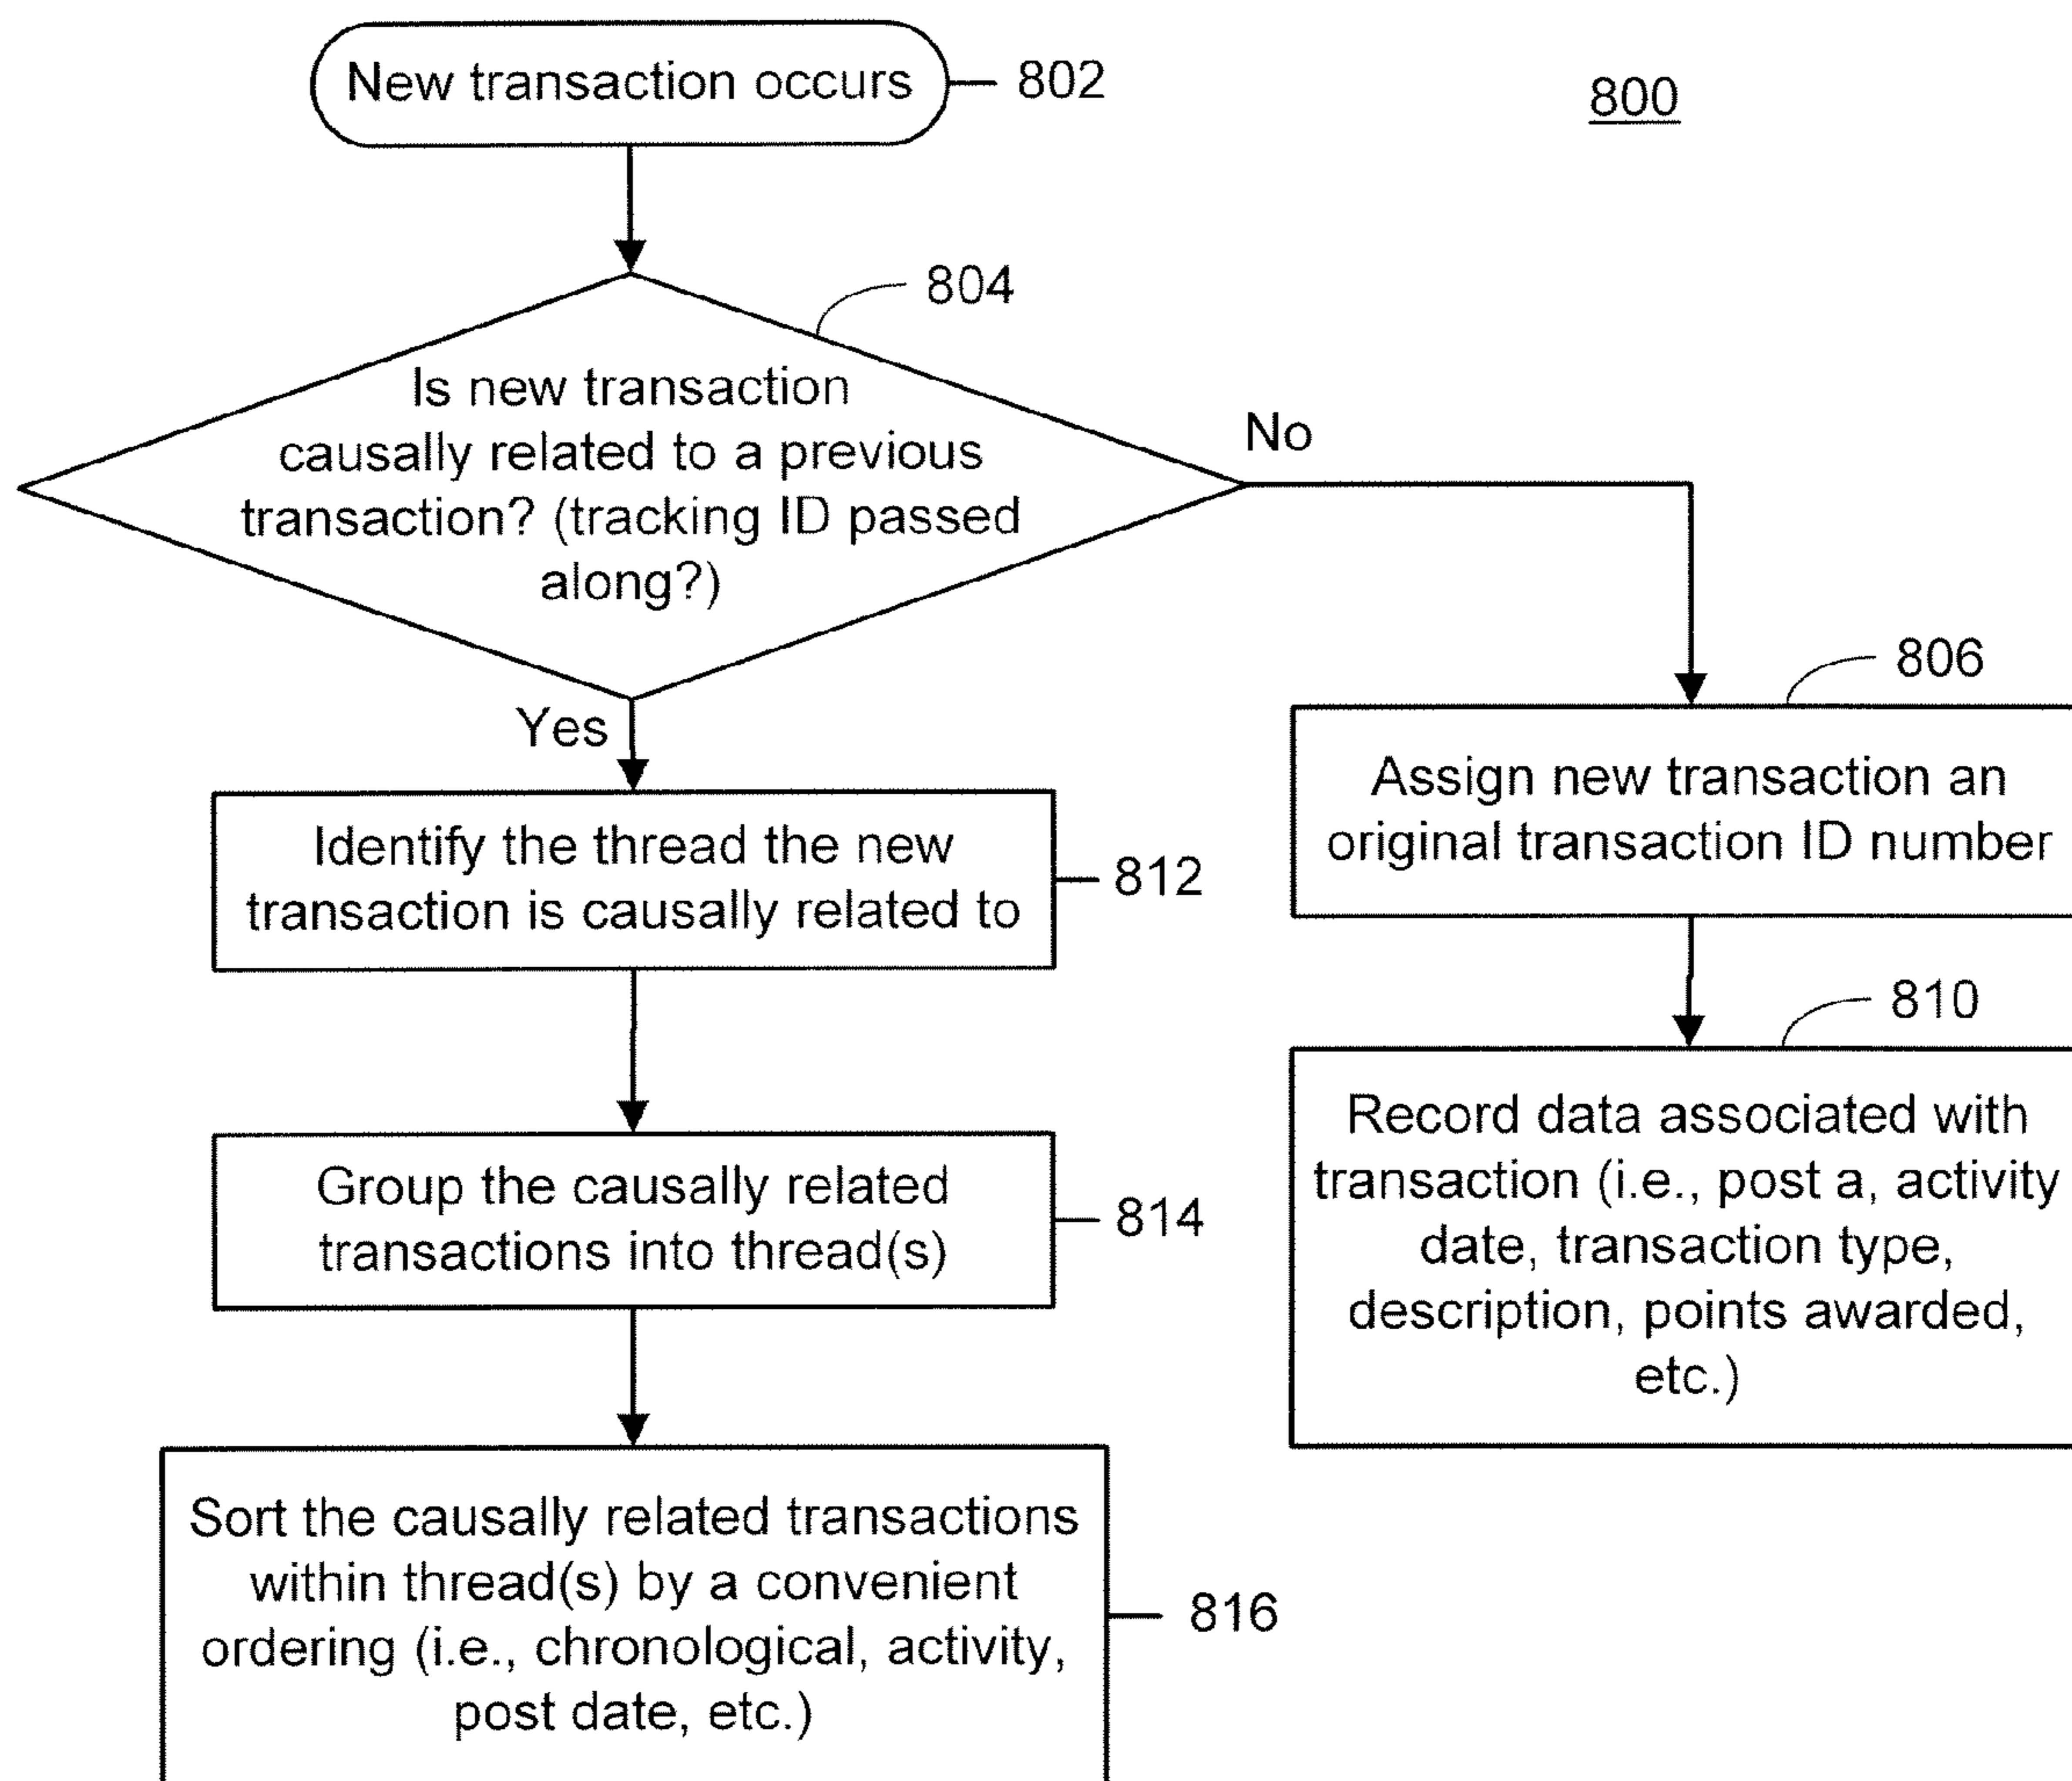 New transaction occurs
802
800
804
Is new transaction
causally related to a previous
transaction? (tracking ID passed
along?)
No
Yes
806
Assign new transaction an
original transaction ID number
Identify the thread the new
transaction is causally related to
812
810
Record data associated with
transaction (i.e., post a, activity
date, transaction type,
description, points awarded,
etc.)
Group the causally related
transactions into thread(s)
814
Sort the causally related transactions
within thread(s) by a convenient
ordering (i.e., chronological, activity,
post date, etc.)
816